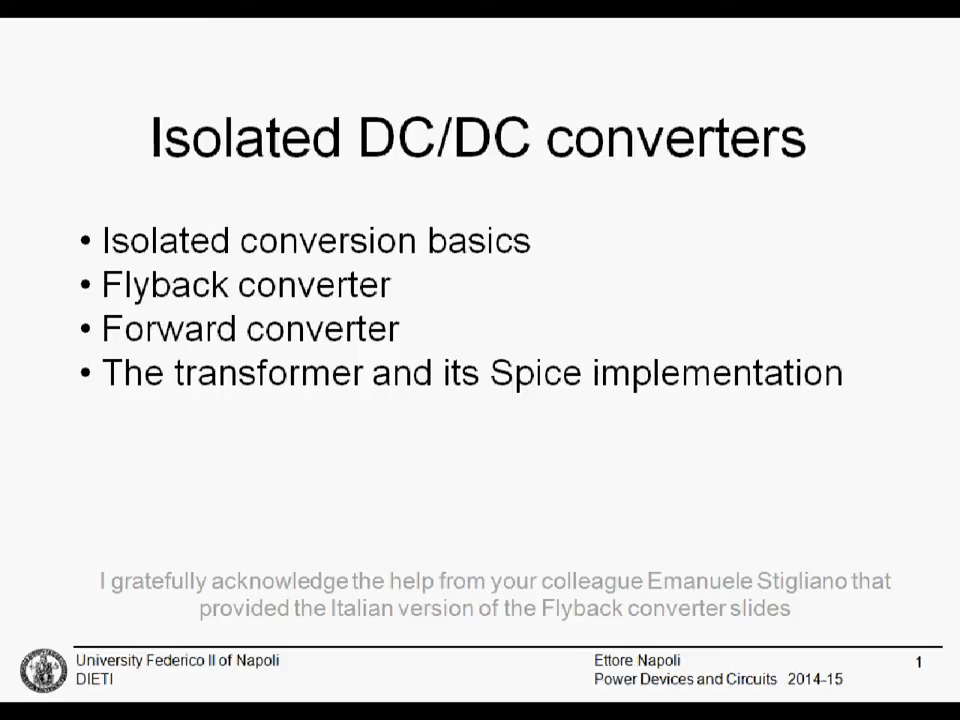 Isolated DC/DC converters
• Isolated conversion basics
• Flyback converter
• Forward converter
• The transformer and its Spice implementation
I gratefully acknowledge the help from your colleague Emanuele Stigliano that
provided the Italian version of the Flyback converter slides
University Federico II of Napoli
DIETI
Ettore Napoli
Power Devices and Circuits 2014-15
1